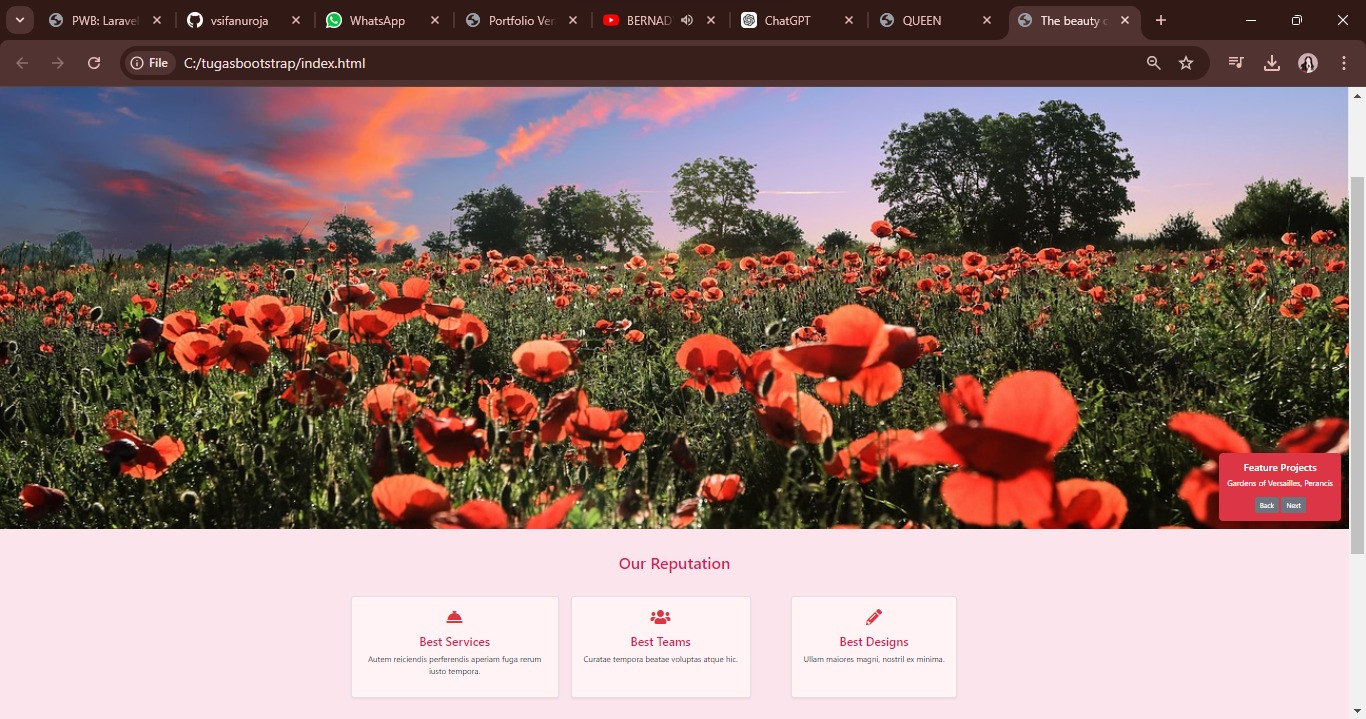 PWB: Laravel
vsifanuroja
WhatsApp
Portfolio Ver
BERNAD
ChatGPT
QUEEN
The beauty o
File
C:/tugasbootstrap/index.html
Feature Projects
Gardens of Versailles, Perancis
Back
Next
Our Reputation
Best Services
Autem reiciendis perferendis aperiam fuga rerum
iusto tempora.
Best Teams
Curatae tempora beatae voluptas atque hic.
Best Designs
Ullam maiores magni, nostril ex minima.